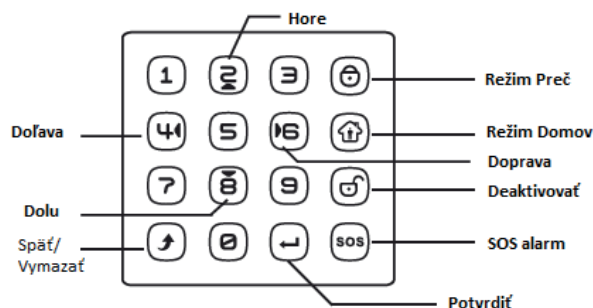 Hore
1 2 3
Režim Preč
Doľava
4 5 6
Režim Domov
Doprava
7 8 9
Deaktivovať
Dolu
Späť/
Vymazať
0
SOS
SOS alarm
Potvrdiť